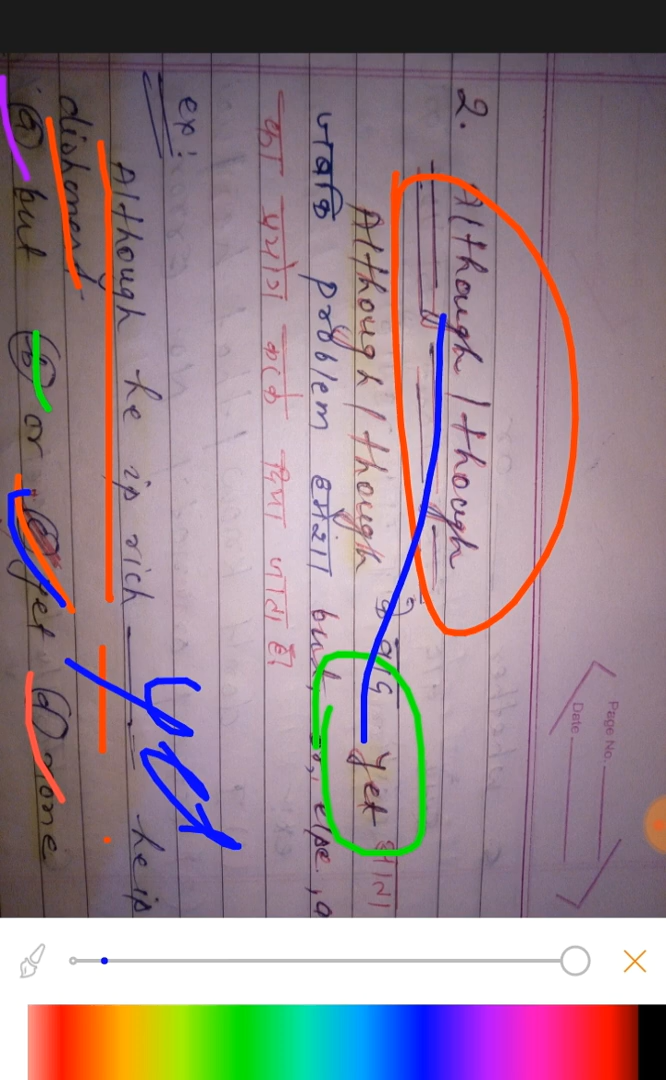 Page No.
Date
2. Although / though
Although / though के बाद yet आता
जबकि problem हमेशा but, so, else,
का प्रयोग करके दिया जाता है।
ex:
Although he is rich yet he is
dishonest
(a) but (b) or (c) yet (d) none